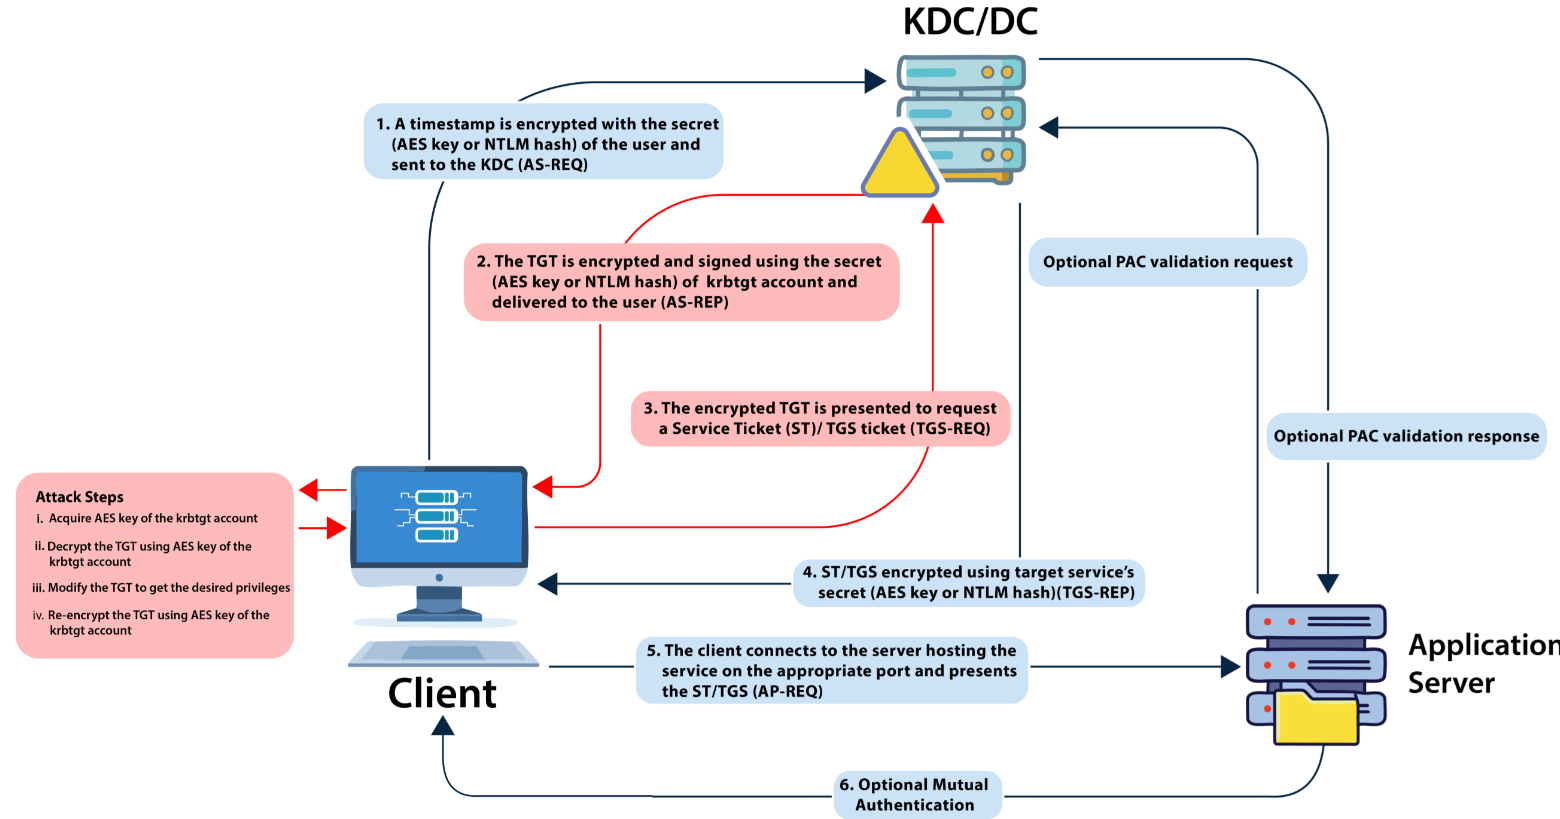 KDC/DC
1. A timestamp is encrypted with the secret
(AES key or NTLM hash) of the user and
sent to the KDC (AS-REQ)
2. The TGT is encrypted and signed using the secret
(AES key or NTLM hash) of krbtgt account and
delivered to the user (AS-REP)
Optional PAC validation request
3. The encrypted TGT is presented to request
a Service Ticket (ST)/ TGS ticket (TGS-REQ)
Optional PAC validation response
Attack Steps
i. Acquire AES key of the krbtgt account
ii. Decrypt the TGT using AES key of the
krbtgt account
iii. Modify the TGT to get the desired privileges
iv. Re-encrypt the TGT using AES key of the
krbtgt account
4. ST/TGS encrypted using target service's
secret (AES key or NTLM hash)(TGS-REP)
5. The client connects to the server hosting the
service on the appropriate port and presents
the ST/TGS (AP-REQ)
Client
Application
Server
6. Optional Mutual
Authentication